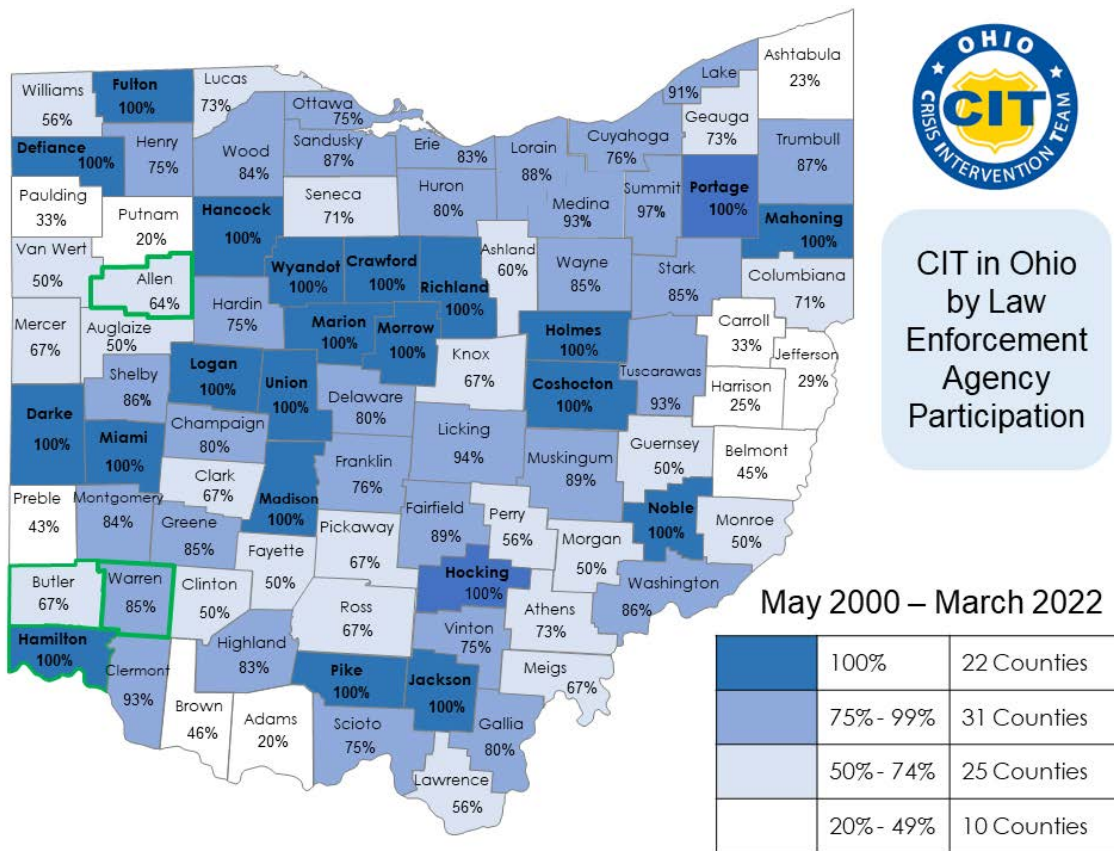 Williams
56%
Fulton
100%
Lucas
73%
Ottawa
75%
Lake
91%
Ashtabula
23%
Geauga
73%
Defiance
100%
Henry
75%
Wood
84%
Sandusky
87%
Erie 83%
Lorain
88%
Cuyahoga
76%
Trumbull
87%
Paulding
33%
Putnam
20%
Hancock
100%
Seneca
71%
Huron
80%
Medina
93%
Summit
97%
Portage
100%
Mahoning
100%
Van Wert
50%
Allen
64%
Wyandot
100%
Crawford
100%
Richland
100%
Ashland
60%
Wayne
85%
Stark
85%
Columbiana
71%
Mercer
67%
Auglaize
50%
Hardin
75%
Marion
100%
Morrow
100%
Holmes
100%
Carroll
33%
Jefferson
29%
Shelby
86%
Logan
100%
Union
100%
Knox
67%
Coshocton
100%
Tuscarawas
93%
Harrison
25%
Darke
100%
Miami
100%
Champaign
80%
Delaware
80%
Licking
94%
Muskingum
89%
Guernsey
50%
Belmont
45%
Clark
67%
Madison
100%
Franklin
76%
Preble
43%
Montgomery
84%
Greene
85%
Fayette
50%
Pickaway
67%
Fairfield
89%
Perry
56%
Morgan
50%
Noble
100%
Monroe
50%
Butler
67%
Warren
85%
Clinton
50%
Ross
67%
Hocking
100%
Athens
73%
Washington
86%
Hamilton
100%
Clermont
93%
Highland
83%
Vinton
75%
Meigs
67%
Brown
46%
Adams
20%
Pike
100%
Jackson
100%
Scioto
75%
Gallia
80%
Lawrence
56%
OHIO
CIT
CRISIS INTERVENTION TEAM
CIT in Ohio
by Law
Enforcement
Agency
Participation
May 2000 – March 2022
100% 22 Counties
75% - 99% 31 Counties
50% - 74% 25 Counties
20% - 49% 10 Counties